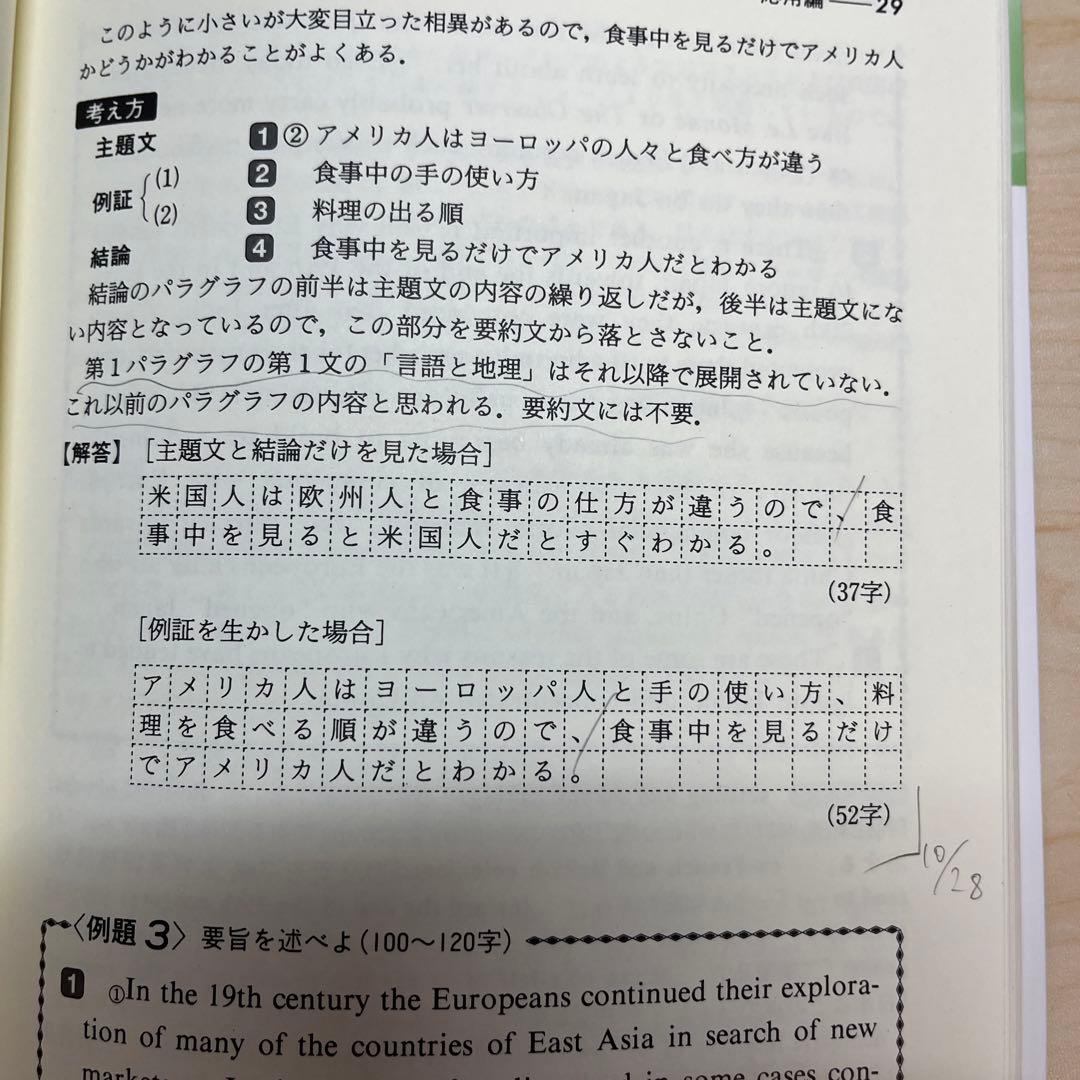 応用編――29
このように小さいが大変目立った相異があるので，食事中を見るだけでアメリカ人
かどうかがわかることがよくある．
考え方
主題文 1 ② アメリカ人はヨーロッパの人々と食べ方が違う
例証 (1) 2 食事中の手の使い方
(2) 3 料理の出る順
結論 4 食事中を見るだけでアメリカ人だとわかる
結論のパラグラフの前半は主題文の内容の繰り返しだが，後半は主題文にな
い内容となっているので，この部分を要約文から落とさないこと．
第1パラグラフの第1文の「言語と地理」はそれ以降で展開されていない．
これ以前のパラグラフの内容と思われる．要約文には不要．
【解答】［主題文と結論だけを見た場合］
米国人は欧州人と食事の仕方が違うので、食
事中を見ると米国人だとすぐわかる。
(37字)
［例証を生かした場合］
アメリカ人はヨーロッパ人と手の使い方、料
理を食べる順が違うので、食事中を見るだけ
でアメリカ人だとわかる。
(52字)
10/28
〈例題3〉要旨を述べよ(100～120字)
1 ①In the 19th century the Europeans continued their explora-
tion of many of the countries of East Asia in search of new
in some cases con-